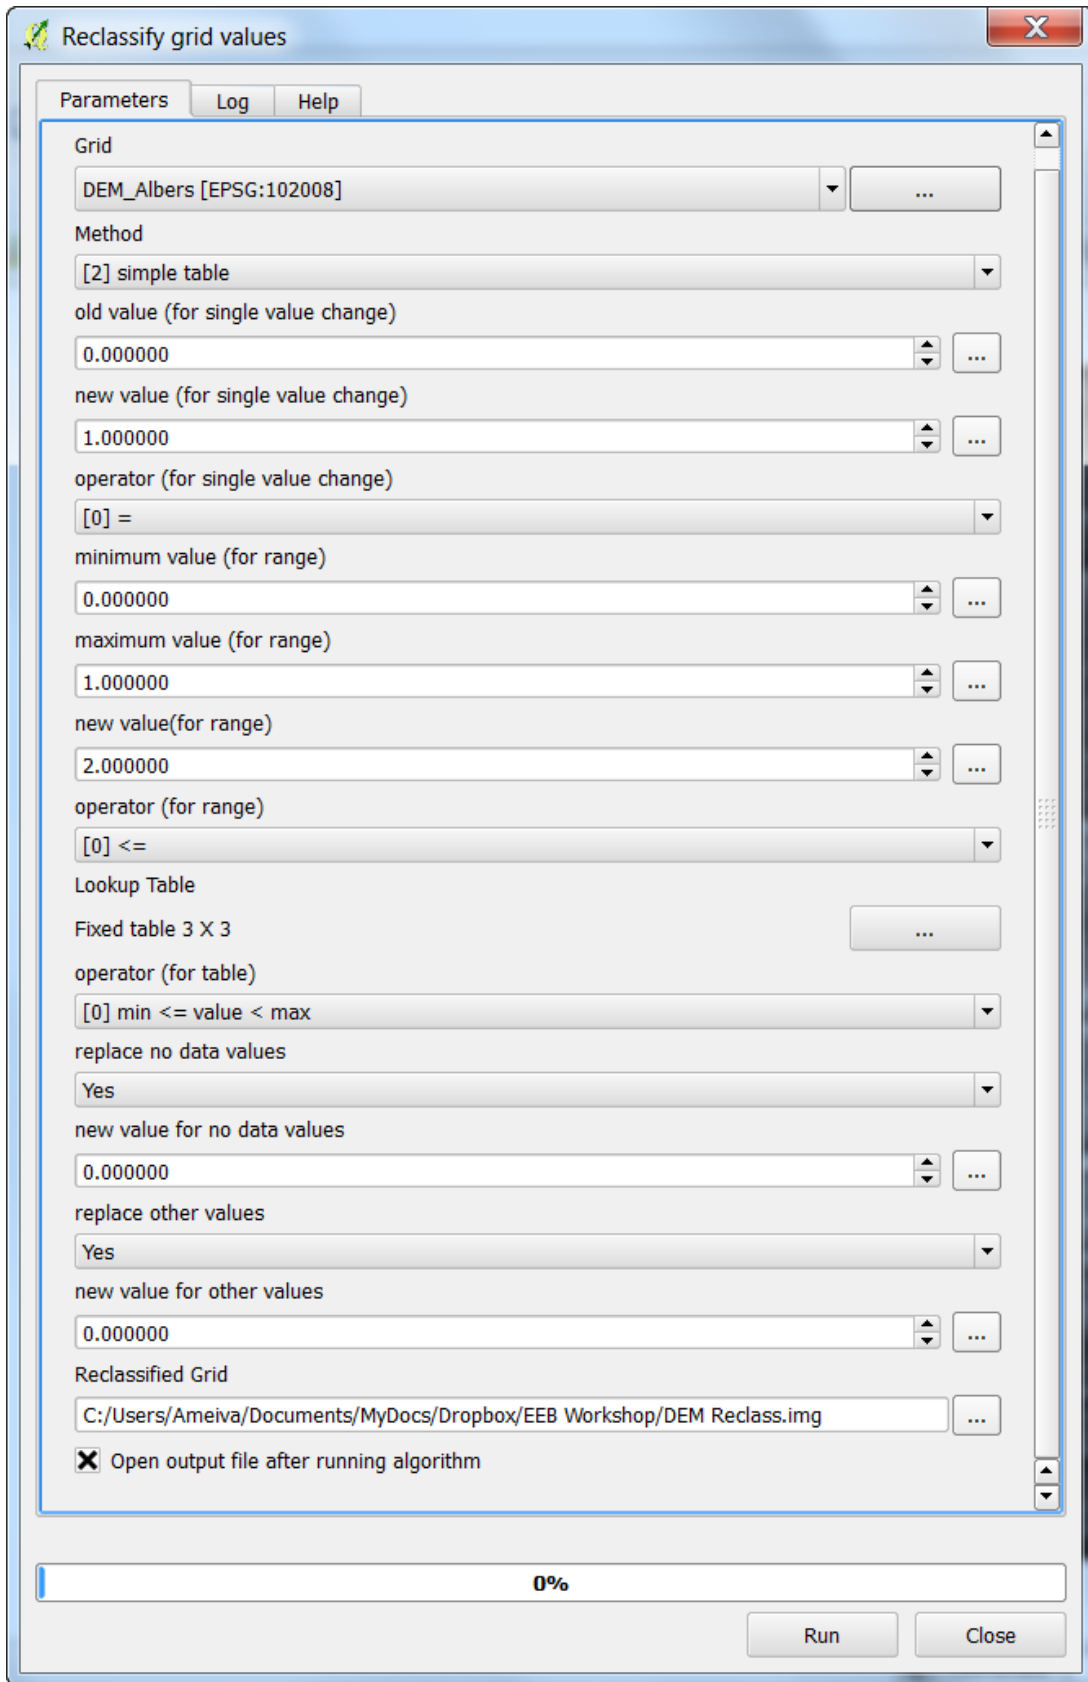 Reclassify grid values
X
Parameters Log Help
Grid
DEM_Albers [EPSG:102008] ...
Method
[2] simple table
old value (for single value change)
0.000000 ...
new value (for single value change)
1.000000 ...
operator (for single value change)
[0] =
minimum value (for range)
0.000000 ...
maximum value (for range)
1.000000 ...
new value(for range)
2.000000 ...
operator (for range)
[0] <=
Lookup Table
Fixed table 3 X 3 ...
operator (for table)
[0] min <= value < max
replace no data values
Yes
new value for no data values
0.000000 ...
replace other values
Yes
new value for other values
0.000000 ...
Reclassified Grid
C:/Users/Ameiva/Documents/MyDocs/Dropbox/EEB Workshop/DEM Reclass.img ...
Open output file after running algorithm
0%
Run Close